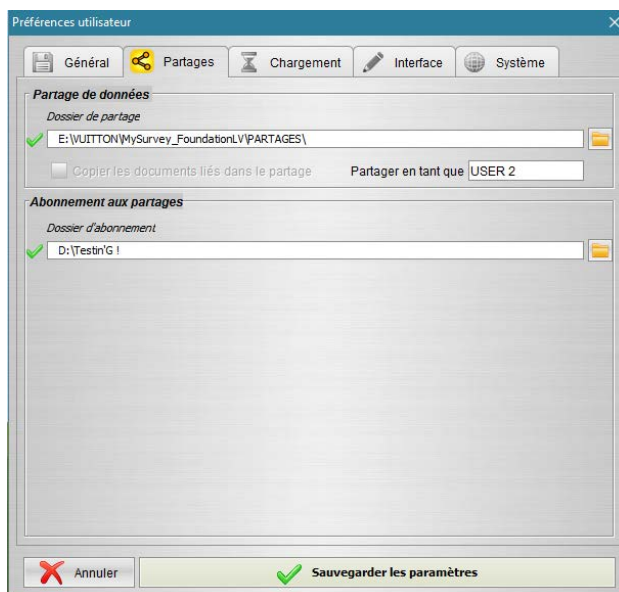 Préférences utilisateur
Général Partages Chargement Interface Système
Partage de données
Dossier de partage
E:\VUITTON\MySurvey_FoundationLV\PARTAGES\
Copier les documents liés dans le partage Partager en tant que USER 2
Abonnement aux partages
Dossier d'abonnement
D:\Testin'G !
Annuler Sauvegarder les paramètres